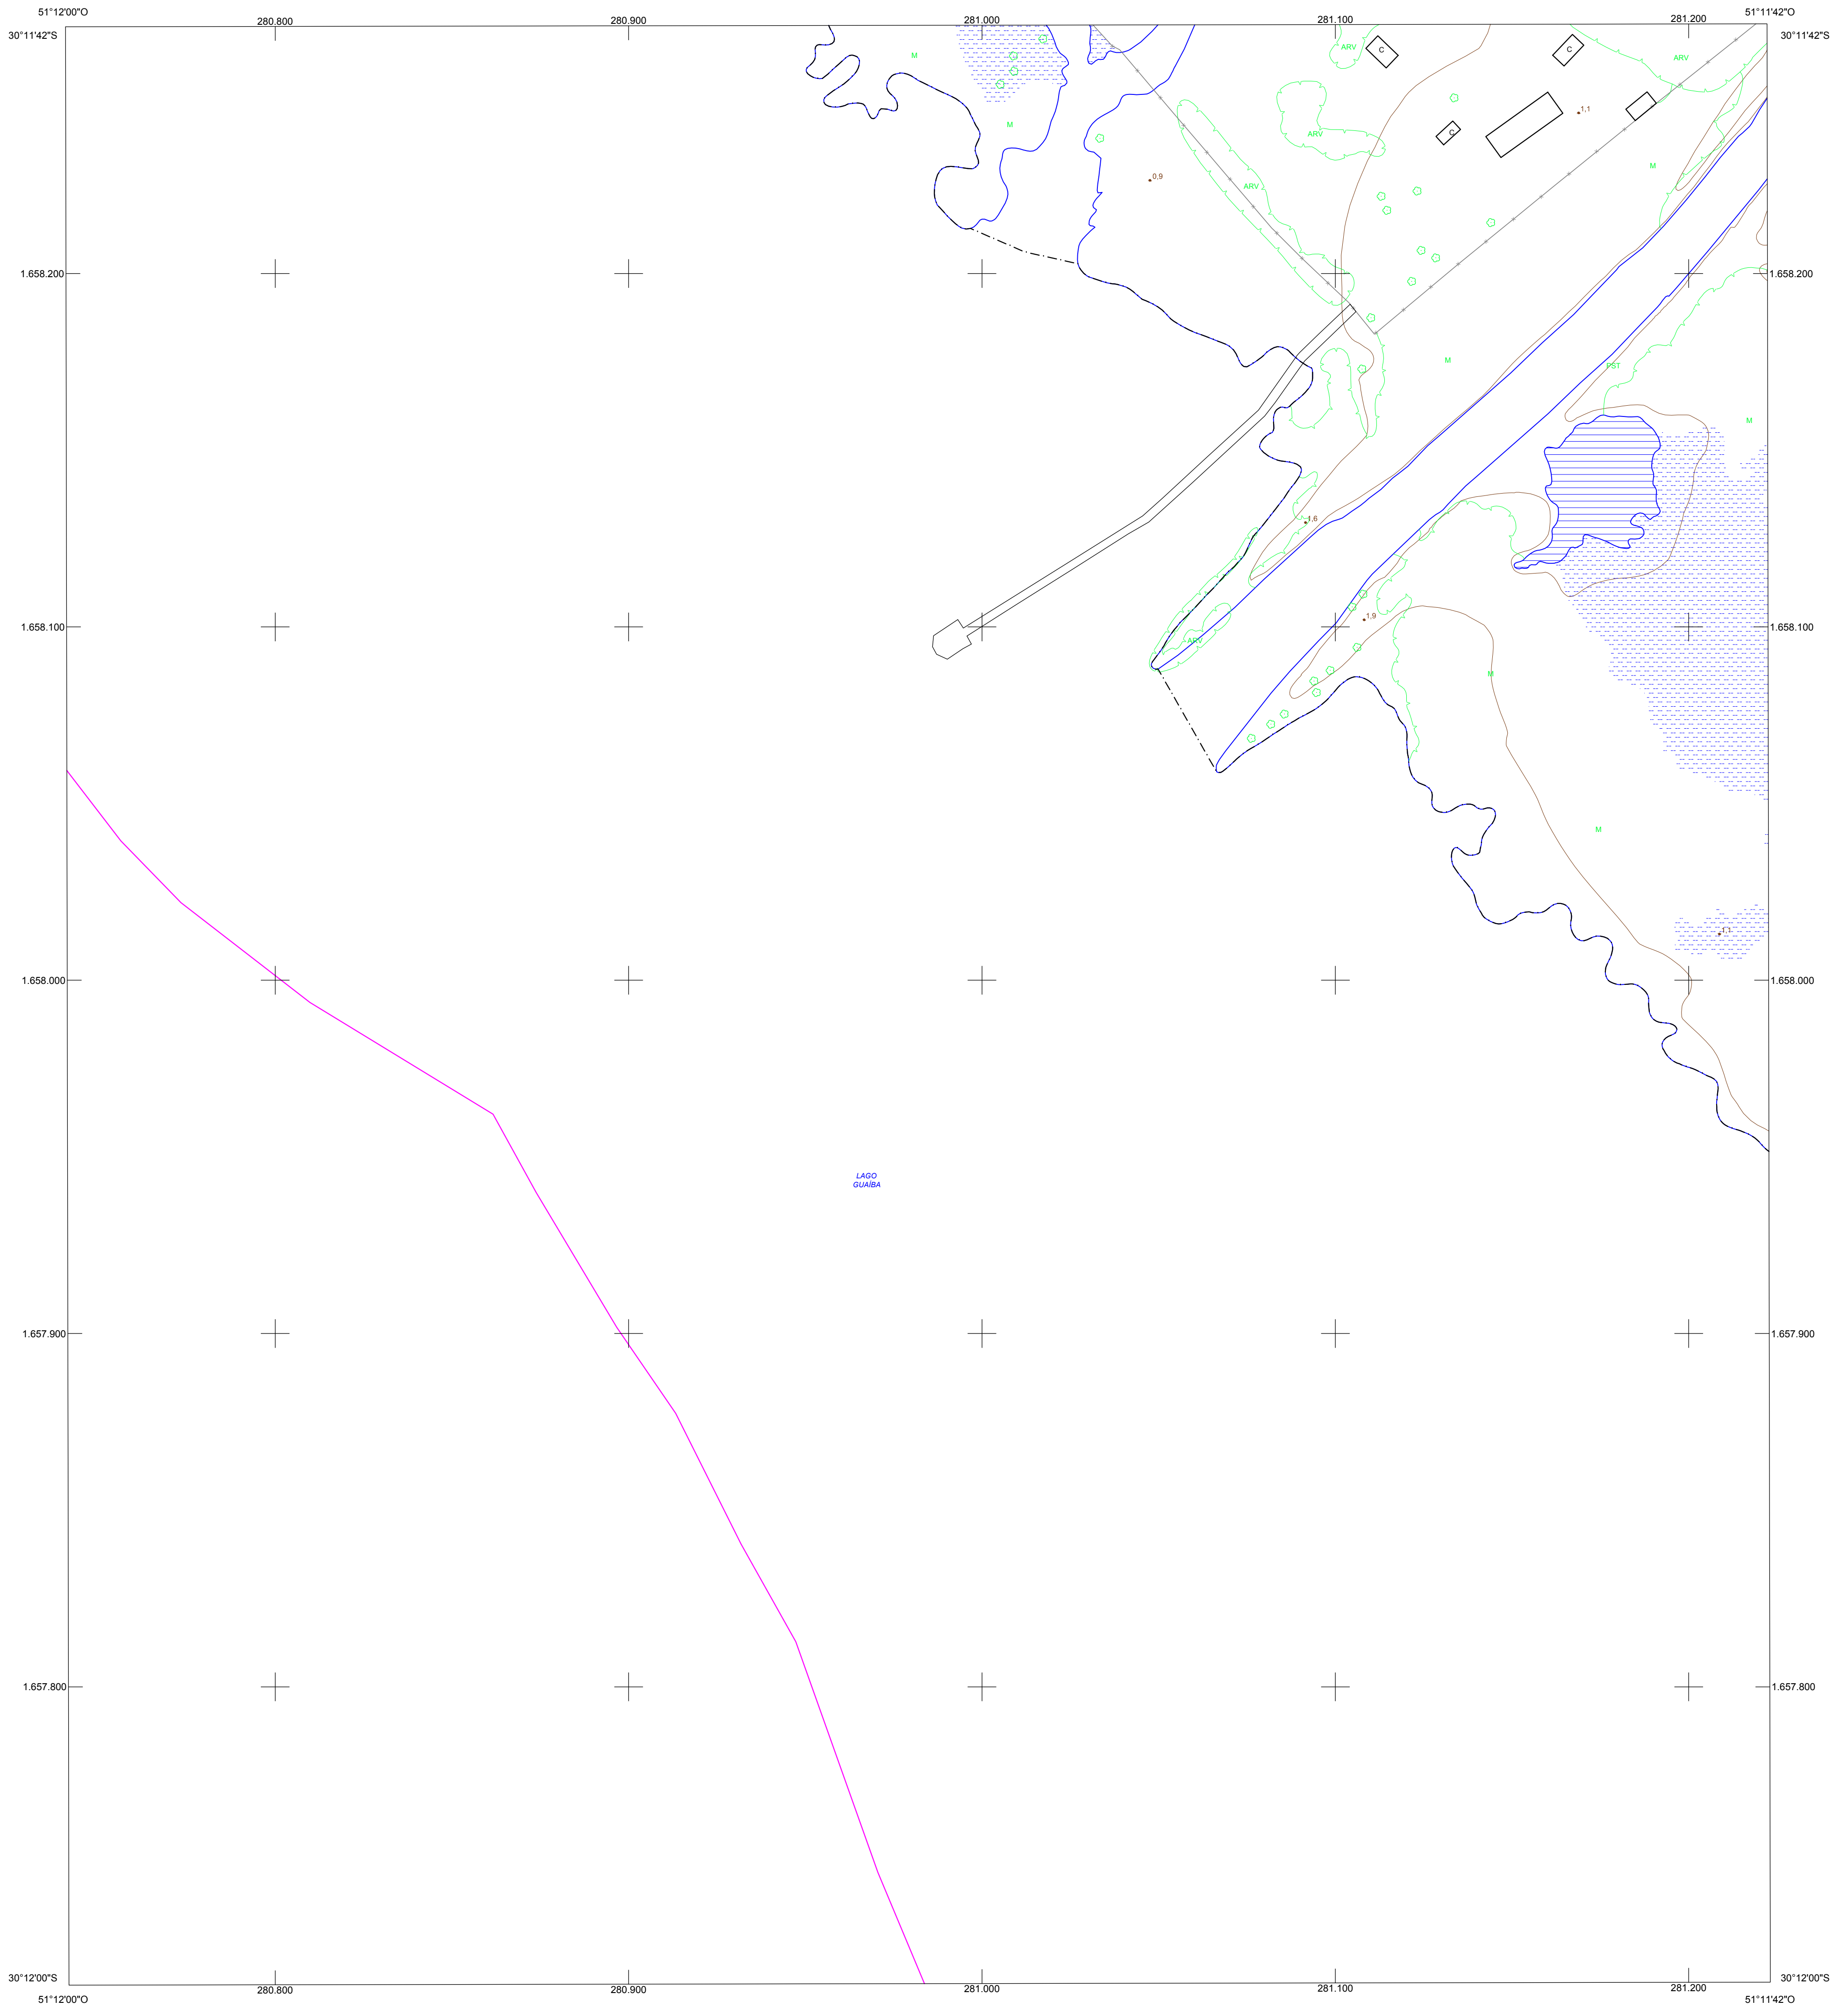 51°12'00"O
280.800
280.900
281.000
281.100
281.200
51°11'42"O
30°11'42"S
30°11'42"S
ARV
C
C
M
ARV
1,1
M
ARV
C
M
0,9
ARV
1.658.200
1.658.200
M
PST
M
1,6
1,9
1.658.100
1.658.100
ARV
M
M
1,1
1.658.000
1.658.000
LAGO
GUAÍBA
1.657.900
1.657.900
1.657.800
1.657.800
30°12'00"S
30°12'00"S
280.800
280.900
281.000
281.100
281.200
51°12'00"O
51°11'42"O